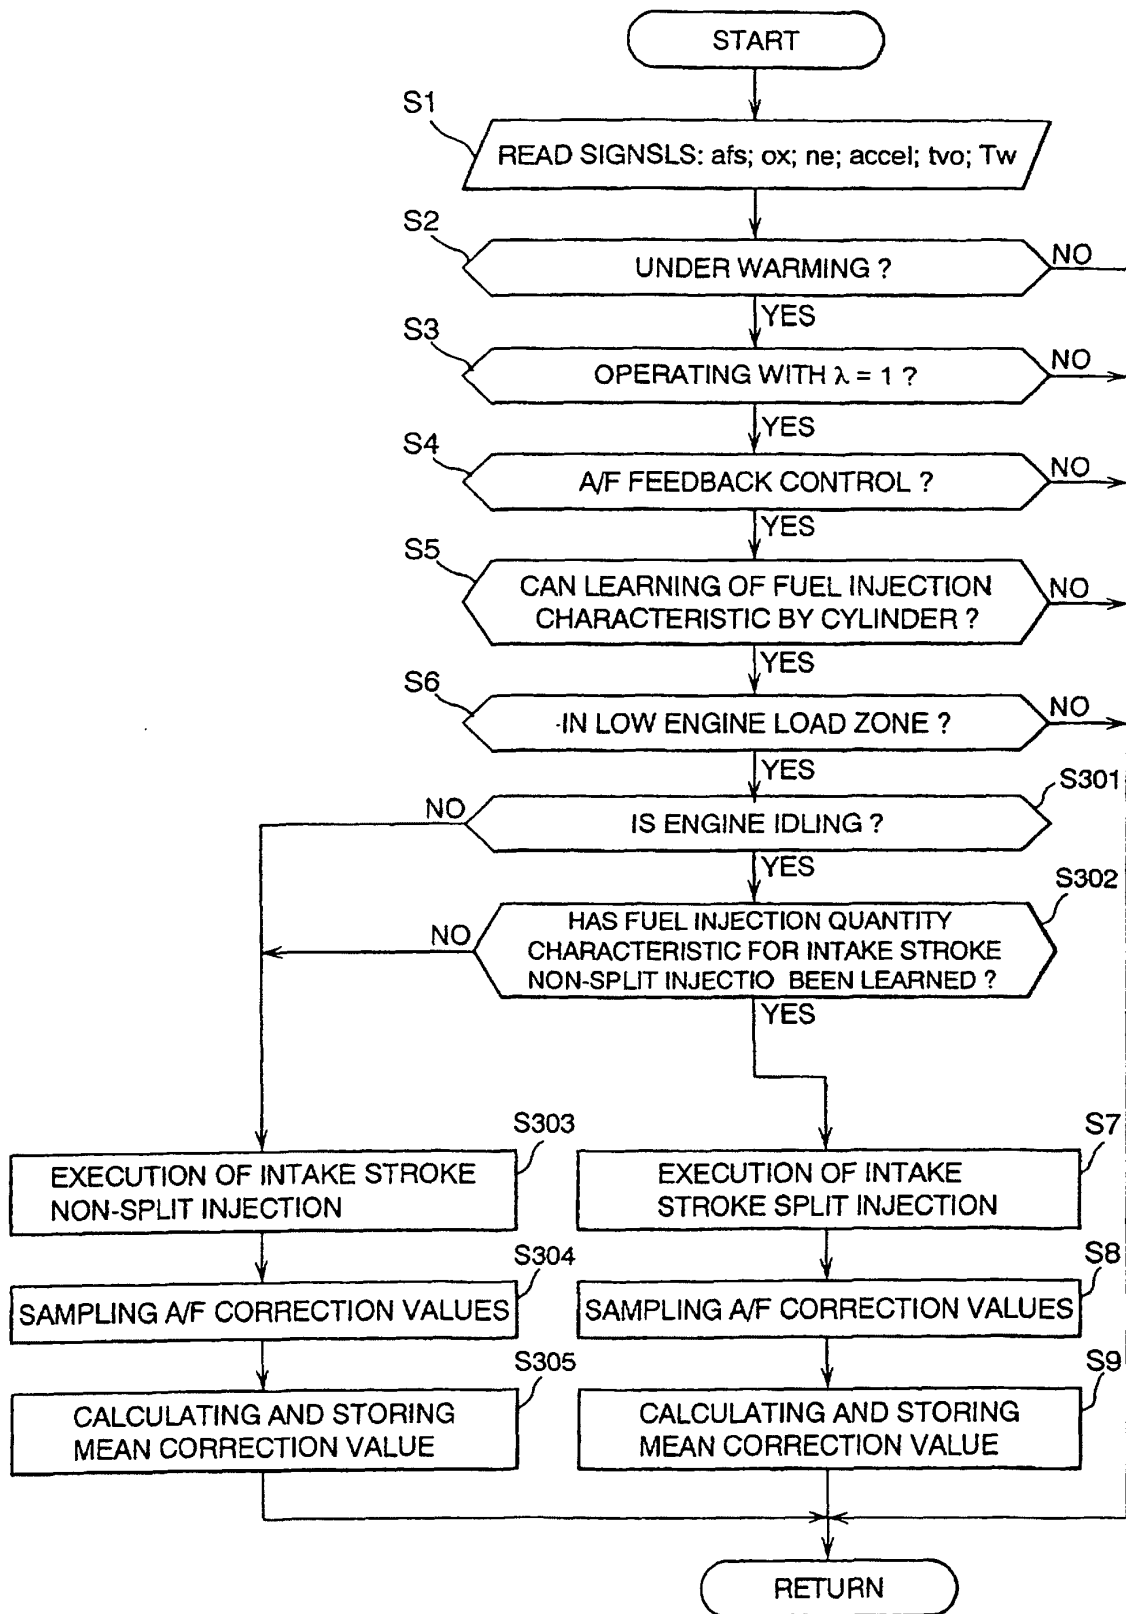 START
S1
READ SIGNSLS: afs; ox; ne; accel; tvo; Tw
S2
UNDER WARMING ?
NO
YES
S3
OPERATING WITH λ = 1 ?
NO
YES
S4
A/F FEEDBACK CONTROL ?
NO
YES
S5
CAN LEARNING OF FUEL INJECTION
CHARACTERISTIC BY CYLINDER ?
NO
YES
S6
IN LOW ENGINE LOAD ZONE ?
NO
YES
S301
NO
IS ENGINE IDLING ?
YES
S302
NO
HAS FUEL INJECTION QUANTITY
CHARACTERISTIC FOR INTAKE STROKE
NON-SPLIT INJECTIO BEEN LEARNED ?
YES
S303
EXECUTION OF INTAKE STROKE
NON-SPLIT INJECTION
S7
EXECUTION OF INTAKE
STROKE SPLIT INJECTION
S304
SAMPLING A/F CORRECTION VALUES
S8
SAMPLING A/F CORRECTION VALUES
S305
CALCULATING AND STORING
MEAN CORRECTION VALUE
S9
CALCULATING AND STORING
MEAN CORRECTION VALUE
RETURN